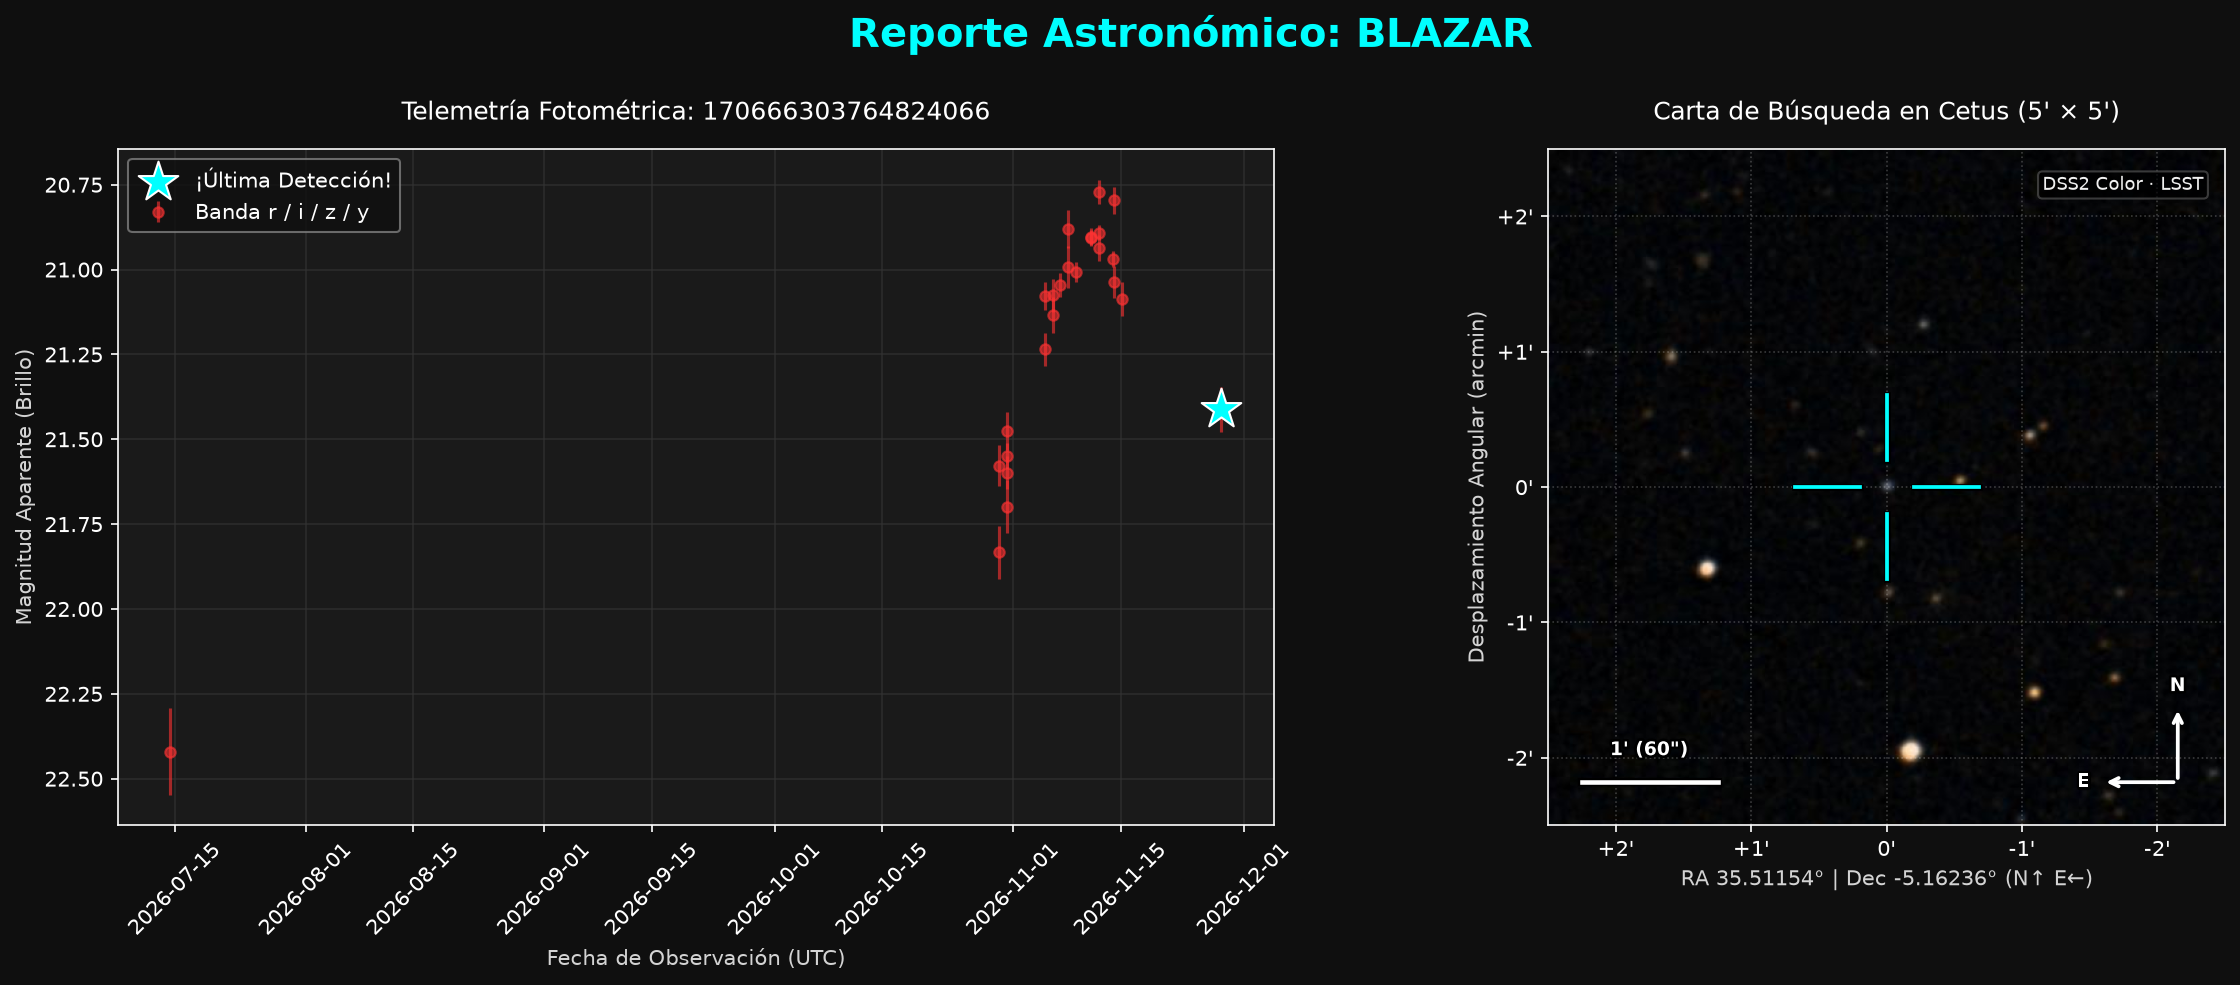 Reporte Astronómico: BLAZAR
Telemetría Fotométrica: 170666303764824066
¡Última Detección!
Banda r / i / z / y
Magnitud Aparente (Brillo)
20.75
21.00
21.25
21.50
21.75
22.00
22.25
22.50
2026-07-15
2026-08-01
2026-08-15
2026-09-01
2026-09-15
2026-10-01
2026-10-15
2026-11-01
2026-11-15
2026-12-01
Fecha de Observación (UTC)
Carta de Búsqueda en Cetus (5' × 5')
DSS2 Color · LSST
Desplazamiento Angular (arcmin)
+2'
+1'
0'
-1'
-2'
N
E
1' (60")
+2'
+1'
0'
-1'
-2'
RA 35.51154° | Dec -5.16236° (N↑ E←)